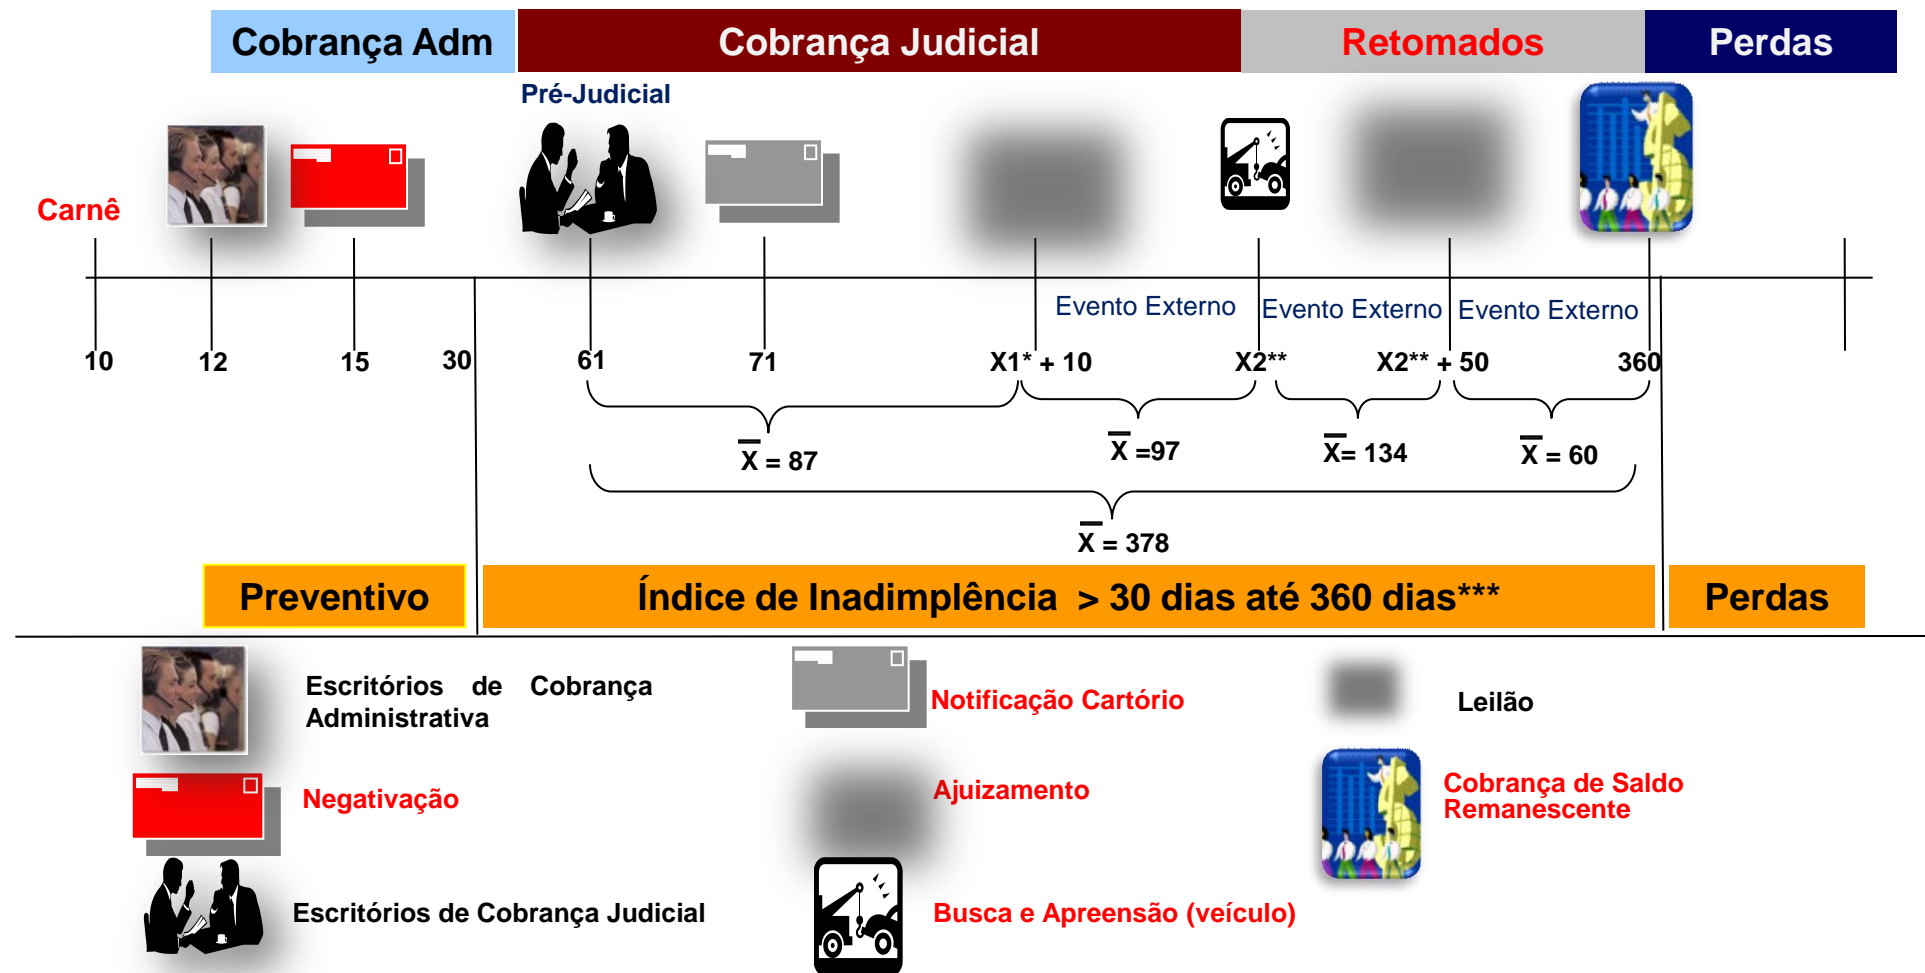 Cobrança Adm
Cobrança Judicial
Retomados
Perdas
Pré-Judicial
Carnê
Evento Externo
Evento Externo
Evento Externo
10
12
15
30
61
71
X1* + 10
X2**
X2** + 50
360
X = 87
X =97
X= 134
X = 60
X = 378
Preventivo
Índice de Inadimplência > 30 dias até 360 dias***
Perdas
Escritórios de Cobrança
Administrativa
Notificação Cartório
Leilão
Negativação
Ajuizamento
Cobrança de Saldo
Remanescente
Escritórios de Cobrança Judicial
Busca e Apreensão (veículo)